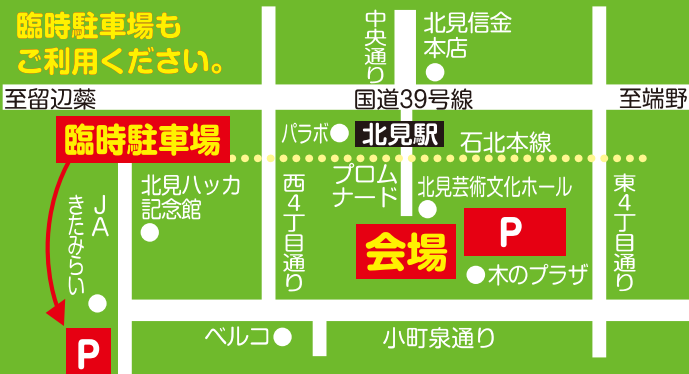 臨時駐車場も
ご利用ください。
中央通り
北見信金
本店
至留辺蘂
国道39号線
至端野
臨時駐車場
パラボ
北見駅
石北本線
北見ハッカ
記念館
西4丁目通り
プロム
ナード
北見芸術文化ホール
東4丁目通り
JA
きたみらい
会場
P
木のプラザ
P
ベルコ
小町泉通り